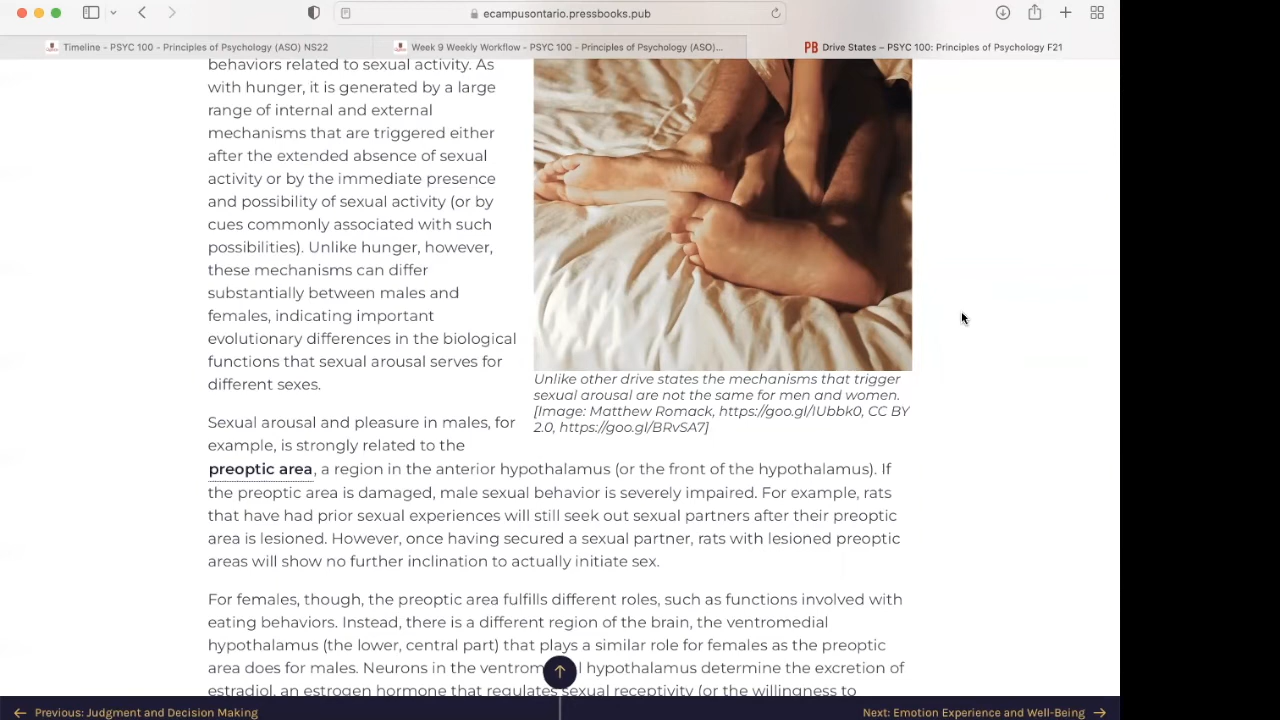 ecampusontario.pressbooks.pub
Timeline - PSYC 100 - Principles of Psychology (ASO) NS22
Week 9 Weekly Workflow - PSYC 100 - Principles of Psychology (ASO)...
PB Drive States – PSYC 100: Principles of Psychology F21
behaviors related to sexual activity. As
with hunger, it is generated by a large
range of internal and external
mechanisms that are triggered either
after the extended absence of sexual
activity or by the immediate presence
and possibility of sexual activity (or by
cues commonly associated with such
possibilities). Unlike hunger, however,
these mechanisms can differ
substantially between males and
females, indicating important
evolutionary differences in the biological
functions that sexual arousal serves for
different sexes.
Unlike other drive states the mechanisms that trigger
sexual arousal are not the same for men and women.
[Image: Matthew Romack, https://goo.gl/IUbbk0, CC BY
2.0, https://goo.gl/BRvSA7]
Sexual arousal and pleasure in males, for
example, is strongly related to the
preoptic area, a region in the anterior hypothalamus (or the front of the hypothalamus). If
the preoptic area is damaged, male sexual behavior is severely impaired. For example, rats
that have had prior sexual experiences will still seek out sexual partners after their preoptic
area is lesioned. However, once having secured a sexual partner, rats with lesioned preoptic
areas will show no further inclination to actually initiate sex.
For females, though, the preoptic area fulfills different roles, such as functions involved with
eating behaviors. Instead, there is a different region of the brain, the ventromedial
hypothalamus (the lower, central part) that plays a similar role for females as the preoptic
area does for males. Neurons in the ventrom l hypothalamus determine the excretion of
estradiol, an estrogen hormone that regulates sexual receptivity (or the willingness to
Previous: Judgment and Decision Making
Next: Emotion Experience and Well-Being